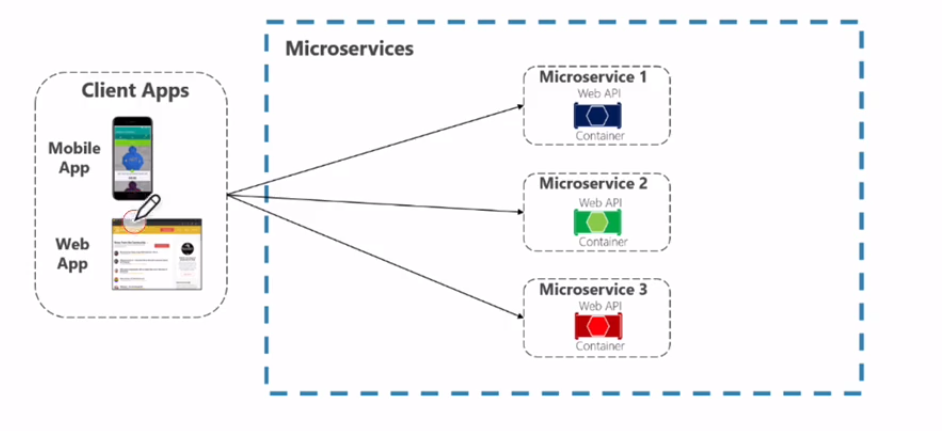 Microservices
Client Apps
Mobile
App
Web
App
Microservice 1
Web API
Container
Microservice 2
Web API
Container
Microservice 3
Web API
Container